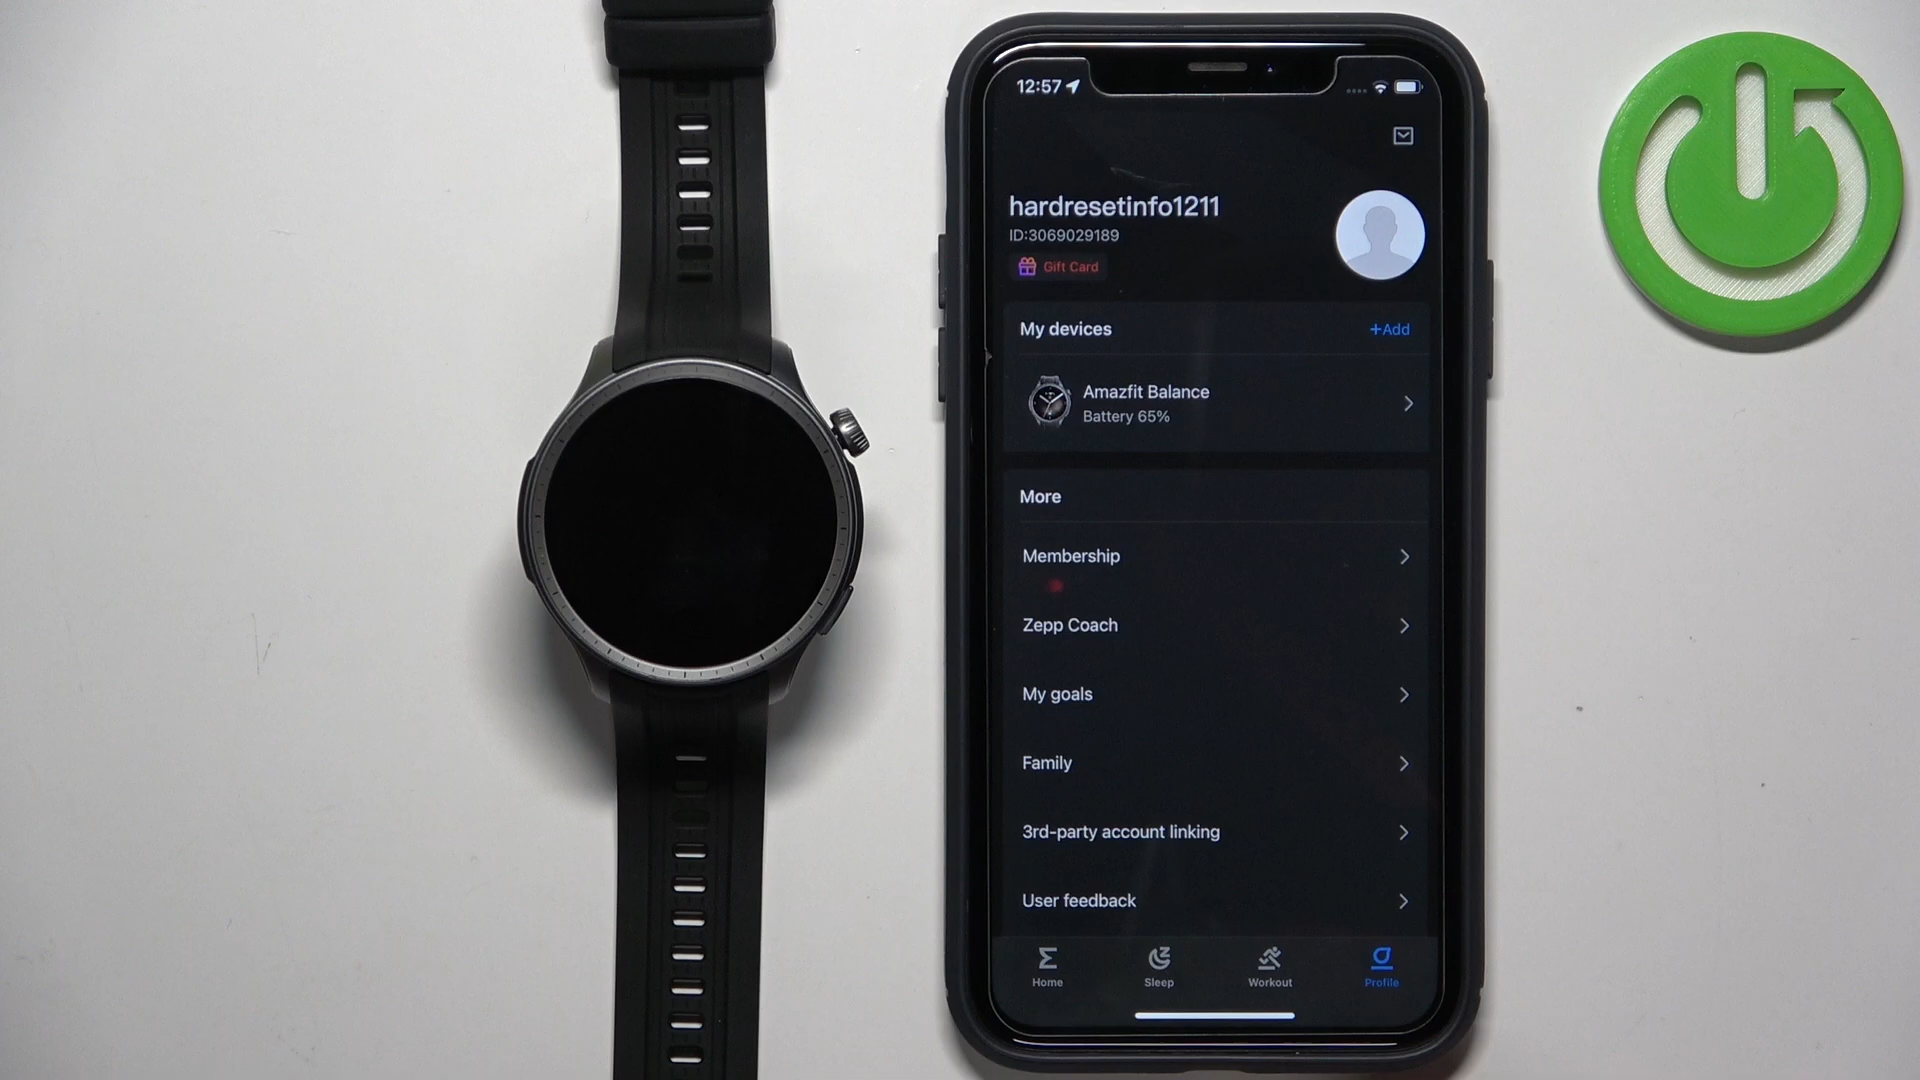 12:57
hardresetinfo1211
ID:3069029189
Gift Card
My devices
+Add
Amazfit Balance
Battery 65%
More
Membership
Zepp Coach
My goals
Family
3rd-party account linking
User feedback
Home
Sleep
Workout
Profile